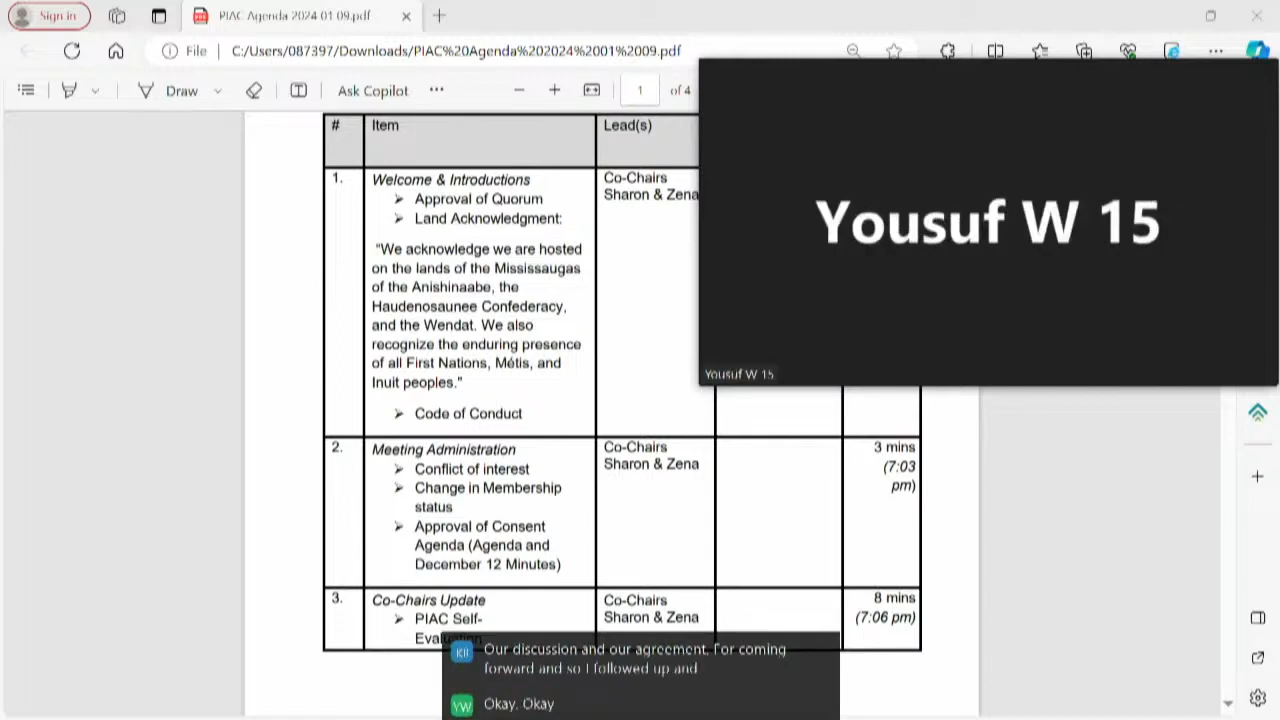 Sign in
PIAC Agenda 2024 01 09.pdf
File
C:/Users/087397/Downloads/PIAC%20Agenda%202024%2001%2009.pdf
Draw
Ask Copilot
1 of 4
# Item Lead(s)
1. Welcome & Introductions
Co-Chairs
Sharon & Zena
➢ Approval of Quorum
➢ Land Acknowledgment:
"We acknowledge we are hosted
on the lands of the Mississaugas
of the Anishinaabe, the
Haudenosaunee Confederacy,
and the Wendat. We also
recognize the enduring presence
of all First Nations, Métis, and
Inuit peoples."
➢ Code of Conduct
Yousuf W 15
Yousuf W 15
2. Meeting Administration
Co-Chairs
Sharon & Zena
3 mins
(7:03
pm)
➢ Conflict of interest
➢ Change in Membership
status
➢ Approval of Consent
Agenda (Agenda and
December 12 Minutes)
3. Co-Chairs Update
Co-Chairs
Sharon & Zena
8 mins
(7:06 pm)
➢ PIAC Self-
Evaluation
Our discussion and our agreement. For coming
forward and so I followed up and
YW
Okay. Okay